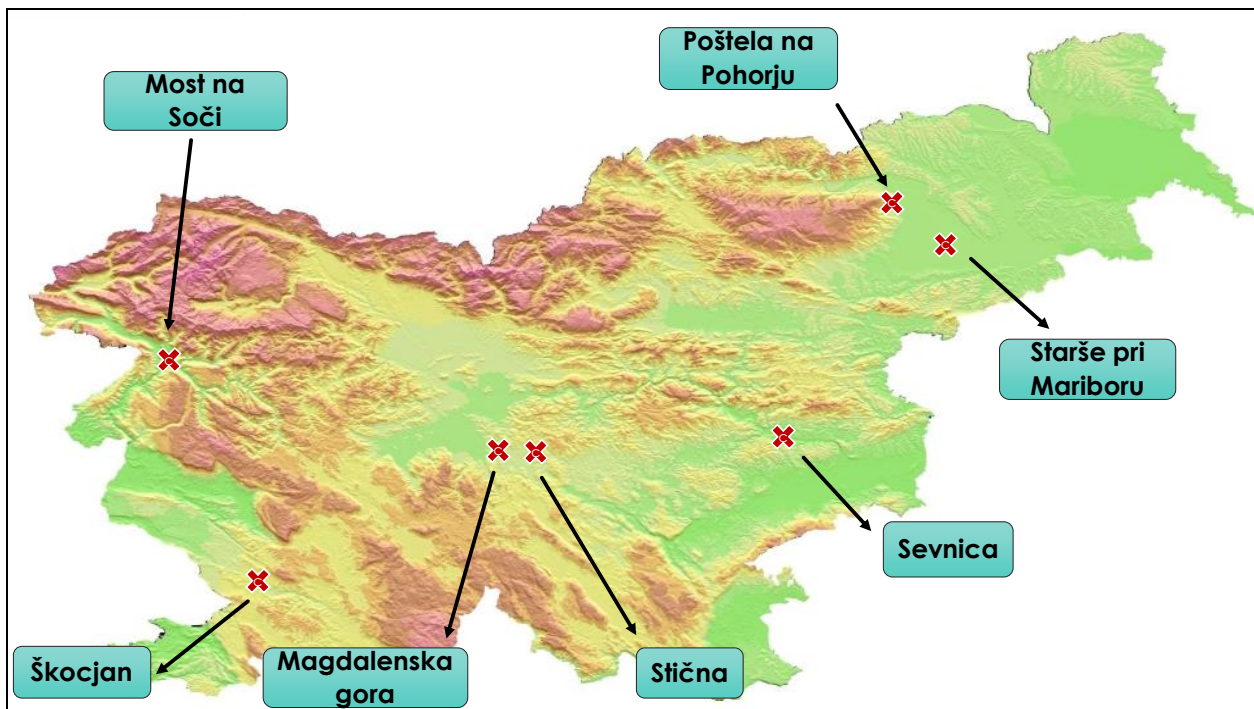 Poštela na
Pohorju
Most na
Soči
Starše pri
Mariboru
Sevnica
Škocjan
Magdalenska
gora
Stična